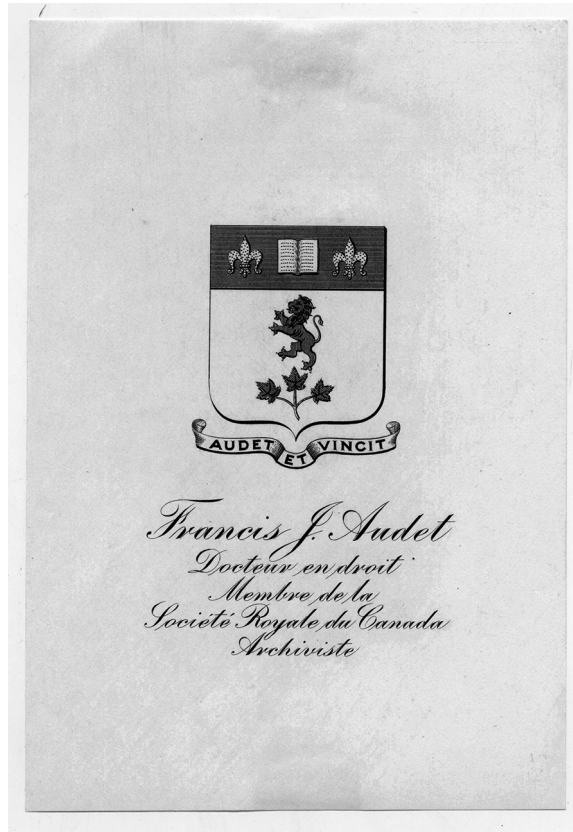 AUDET ET VINCIT
Francis J. Audet
Docteur en droit
Membre de la
Société Royale du Canada
Archiviste